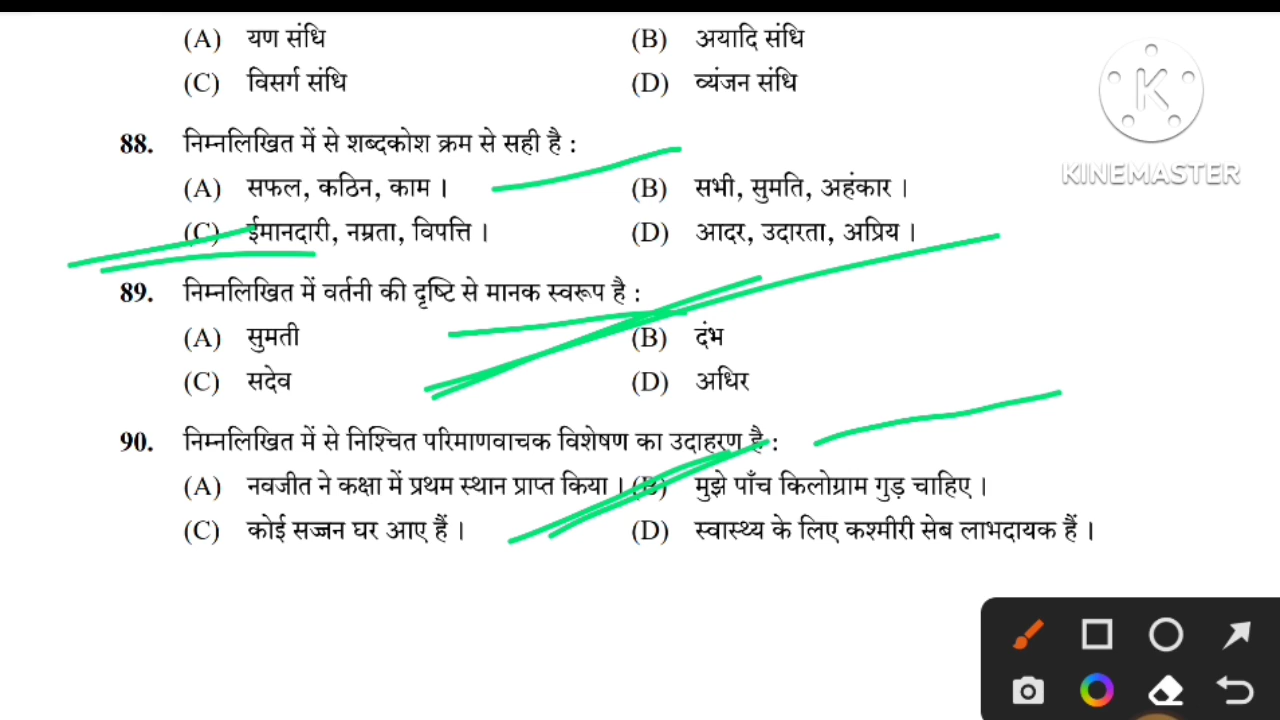 (A) यण संधि (B) अयादि संधि
(C) विसर्ग संधि (D) व्यंजन संधि
K
KINEMASTER
88. निम्नलिखित में से शब्दकोश क्रम से सही है :
(A) सफल, कठिन, काम । (B) सभी, सुमति, अहंकार ।
(C) ईमानदारी, नम्रता, विपत्ति । (D) आदर, उदारता, अप्रिय ।
89. निम्नलिखित में वर्तनी की दृष्टि से मानक स्वरूप है :
(A) सुमती (B) दंभ
(C) सदेव (D) अधिर
90. निम्नलिखित में से निश्चित परिमाणवाचक विशेषण का उदाहरण है :
(A) नवजीत ने कक्षा में प्रथम स्थान प्राप्त किया । (B) मुझे पाँच किलोग्राम गुड़ चाहिए ।
(C) कोई सज्जन घर आए हैं । (D) स्वास्थ्य के लिए कश्मीरी सेब लाभदायक हैं ।